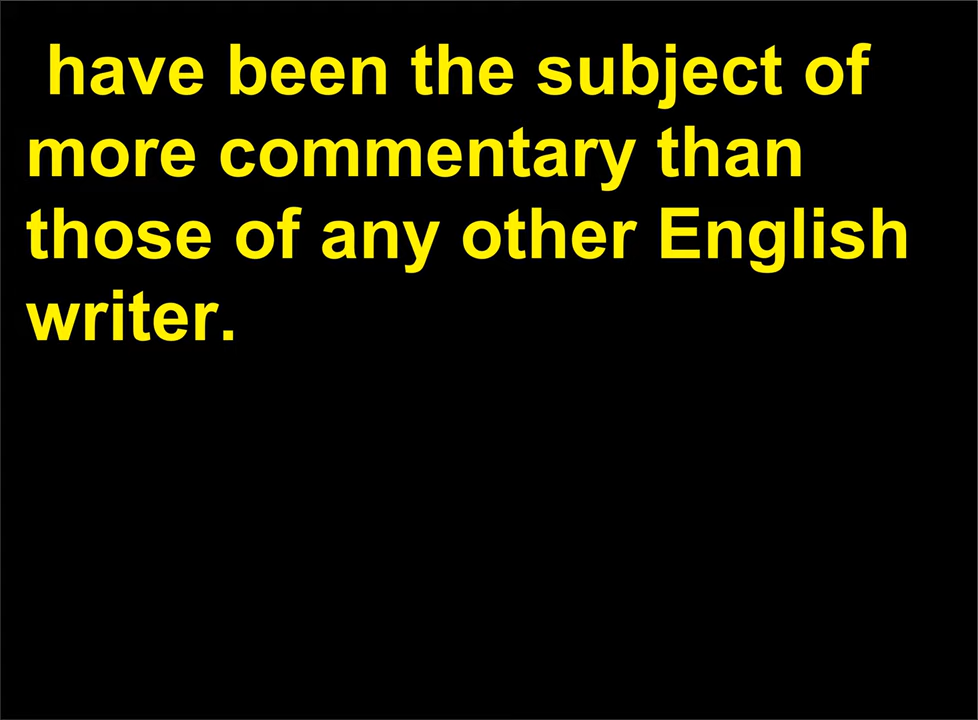 have been the subject of
more commentary than
those of any other English
writer.